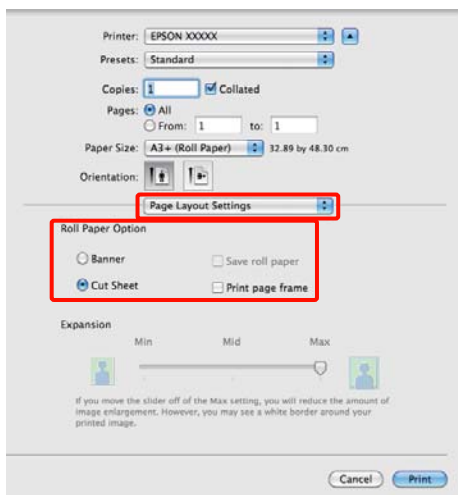 Printer: EPSON XXXXX
Presets: Standard
Copies: 1 Collated
Pages: All
From: 1 to: 1
Paper Size: A3+ (Roll Paper) 32.89 by 48.30 cm
Orientation:
Page Layout Settings
Roll Paper Option
Banner Save roll paper
Cut Sheet Print page frame
Expansion
Min Mid Max
If you move the slider off of the Max setting, you will reduce the amount of
image enlargement. However, you may see a white border around your
printed image.
Cancel Print